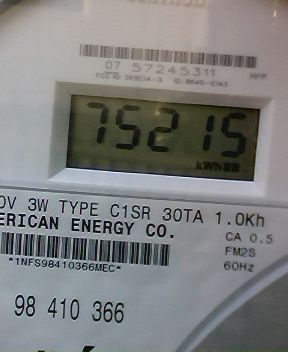 07 57245311
75215
kWh
0V 3W TYPE C1SR 30TA 1.0Kh
ERICAN ENERGY CO.
CA 0.5
FM2S
*1NFS98410366MEC*
60Hz
98 410 366